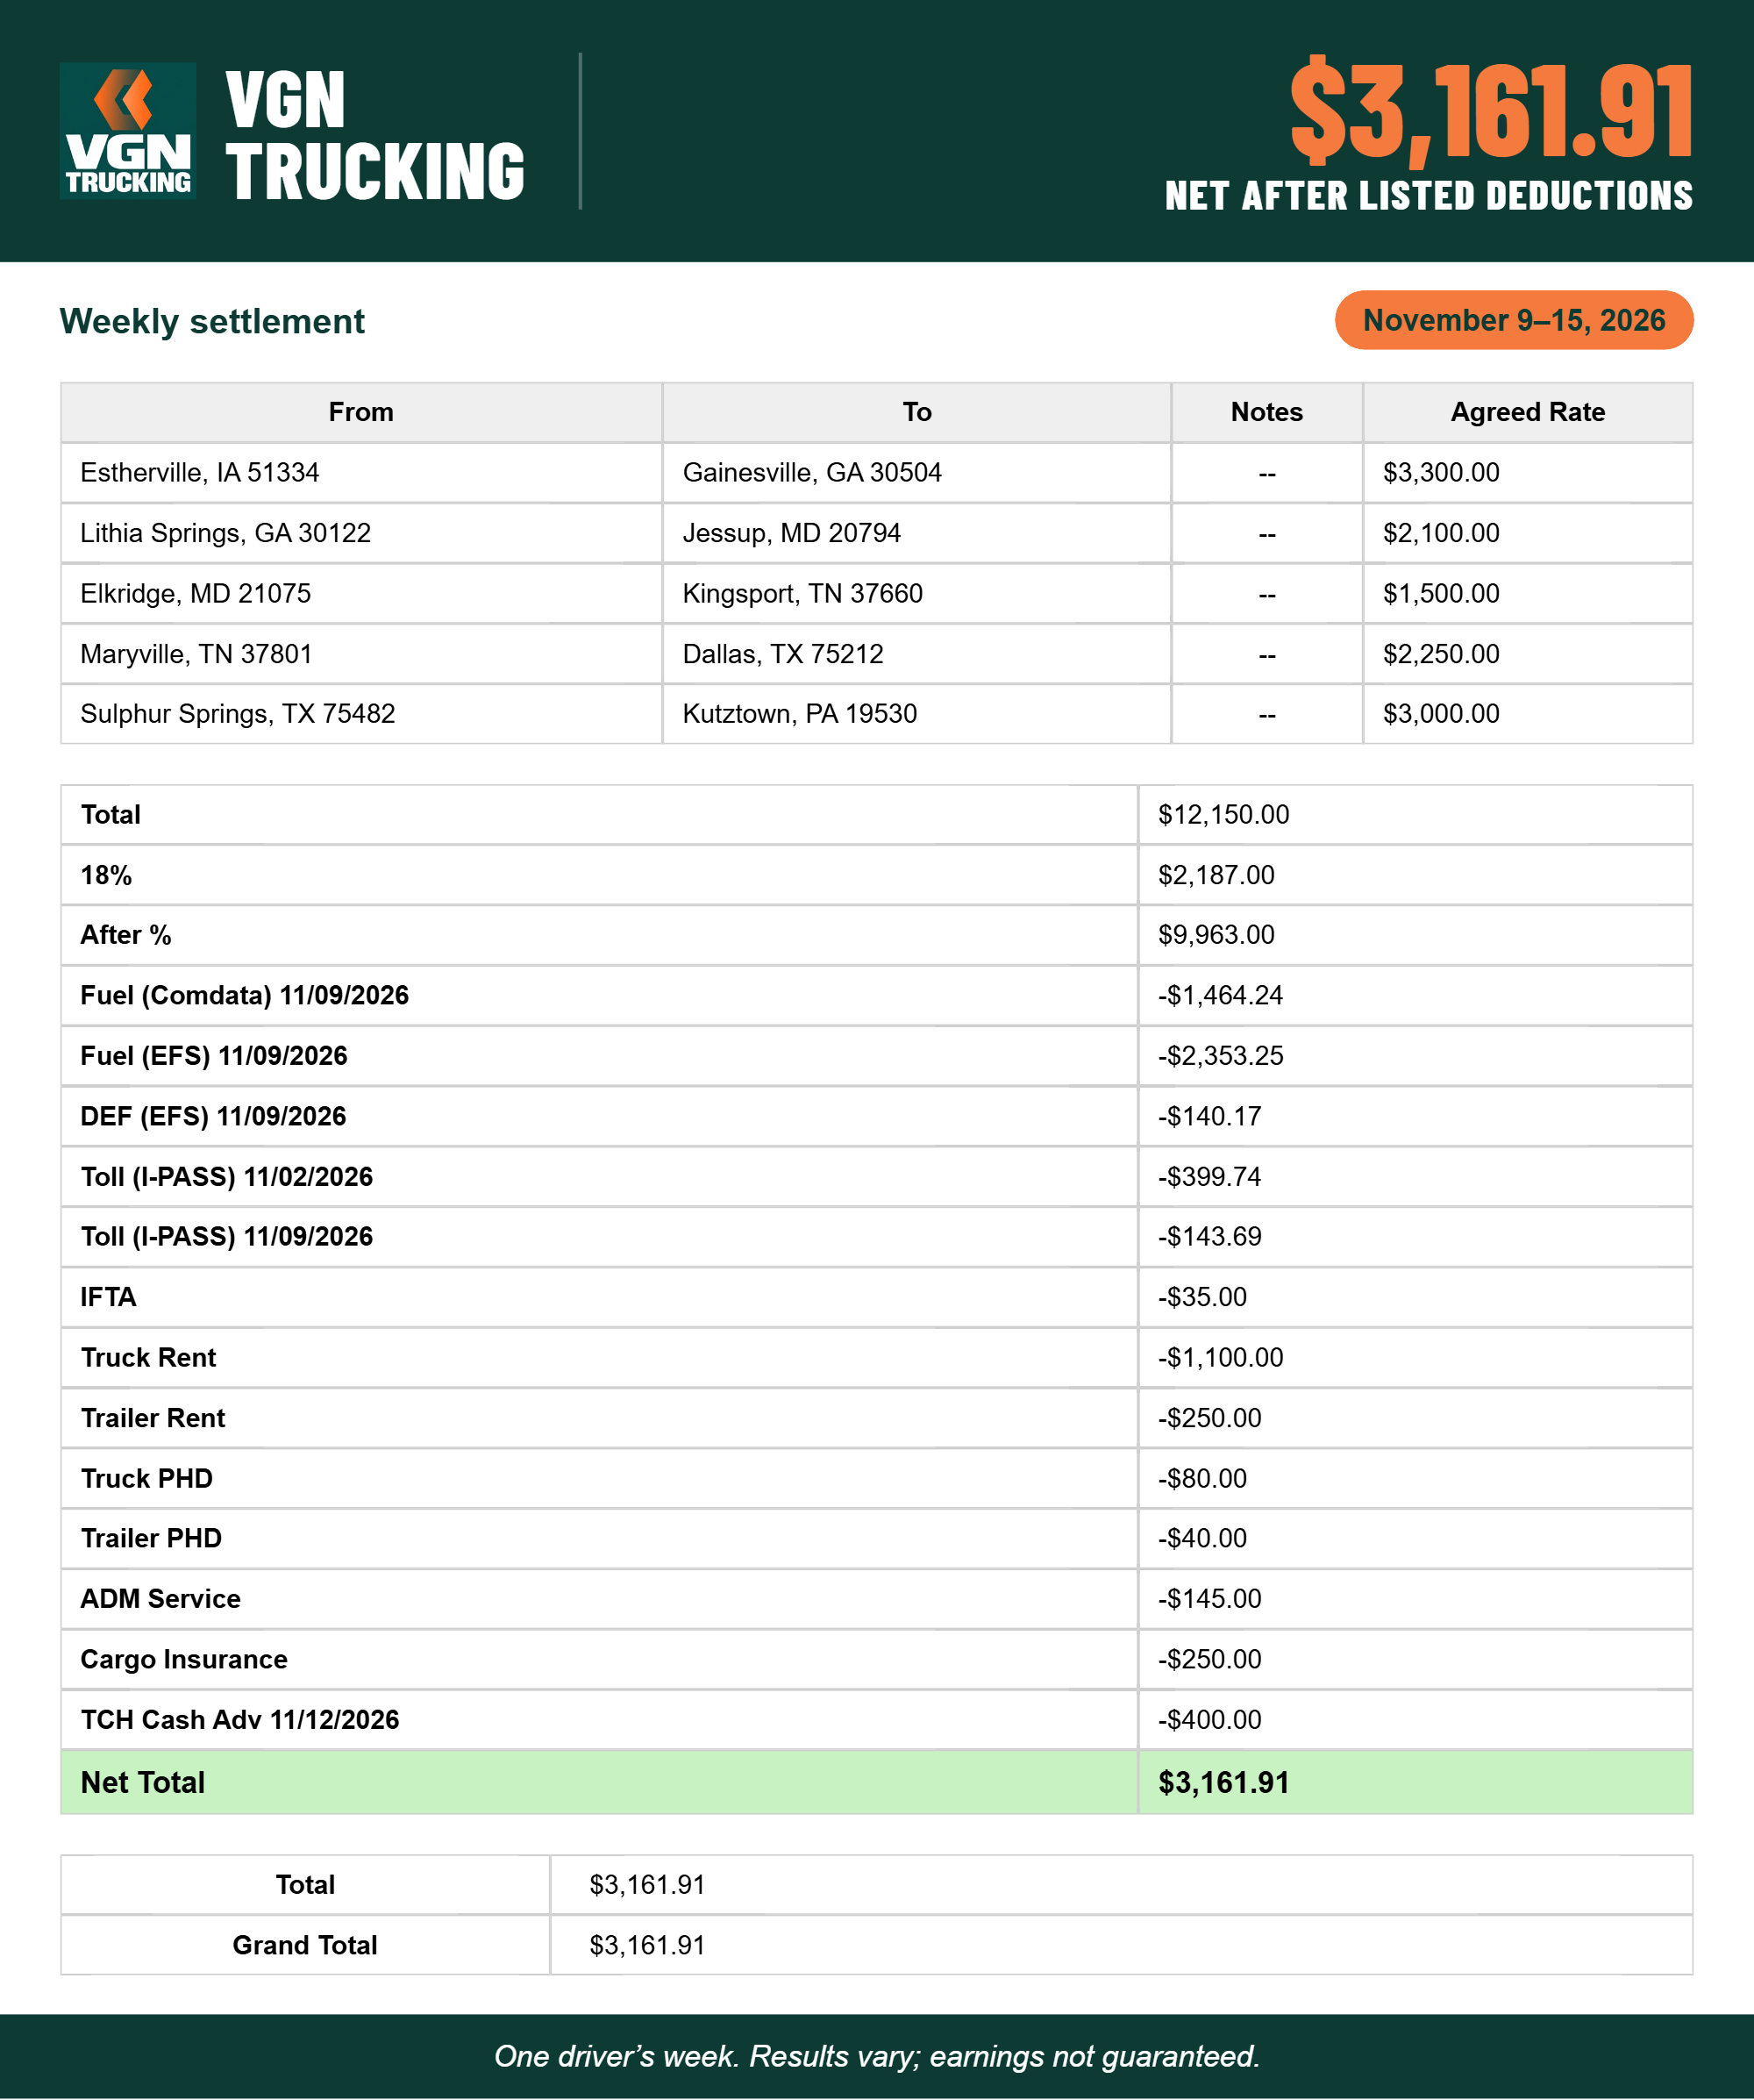 VGN
TRUCKING
VGN
TRUCKING
$3,161.91
NET AFTER LISTED DEDUCTIONS
Weekly settlement
November 9–15, 2026
From To Notes Agreed Rate
Estherville, IA 51334 Gainesville, GA 30504 -- $3,300.00
Lithia Springs, GA 30122 Jessup, MD 20794 -- $2,100.00
Elkridge, MD 21075 Kingsport, TN 37660 -- $1,500.00
Maryville, TN 37801 Dallas, TX 75212 -- $2,250.00
Sulphur Springs, TX 75482 Kutztown, PA 19530 -- $3,000.00
Total $12,150.00
18% $2,187.00
After % $9,963.00
Fuel (Comdata) 11/09/2026 -$1,464.24
Fuel (EFS) 11/09/2026 -$2,353.25
DEF (EFS) 11/09/2026 -$140.17
Toll (I-PASS) 11/02/2026 -$399.74
Toll (I-PASS) 11/09/2026 -$143.69
IFTA -$35.00
Truck Rent -$1,100.00
Trailer Rent -$250.00
Truck PHD -$80.00
Trailer PHD -$40.00
ADM Service -$145.00
Cargo Insurance -$250.00
TCH Cash Adv 11/12/2026 -$400.00
Net Total $3,161.91
Total $3,161.91
Grand Total $3,161.91
One driver’s week. Results vary; earnings not guaranteed.